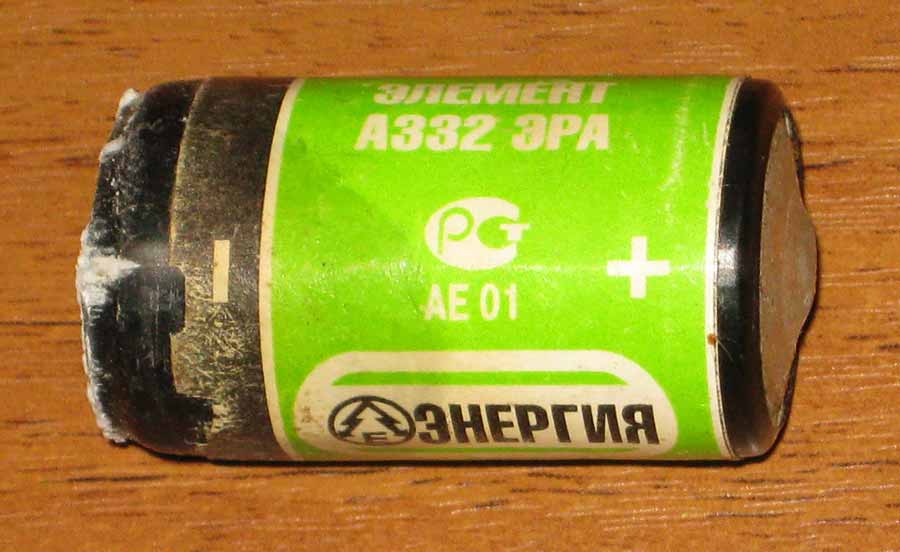 ЭЛЕМЕНТ
А332 ЭРА
РСТ
АЕ 01
- +
ЭНЕРГИЯ